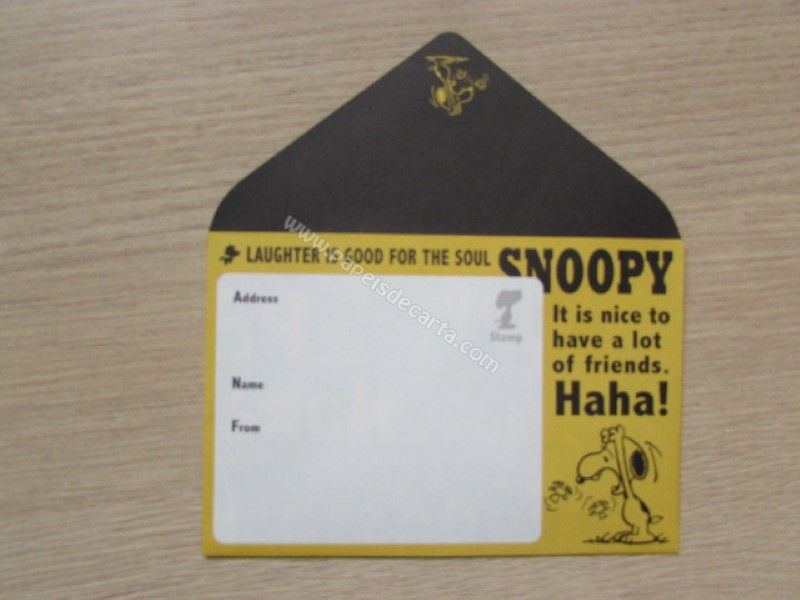 LAUGHTER IS GOOD FOR THE SOUL
SNOOPY
It is nice to
have a lot
of friends.
Haha!
Address
Stamp
Name
From
www.papeisdecarta.com